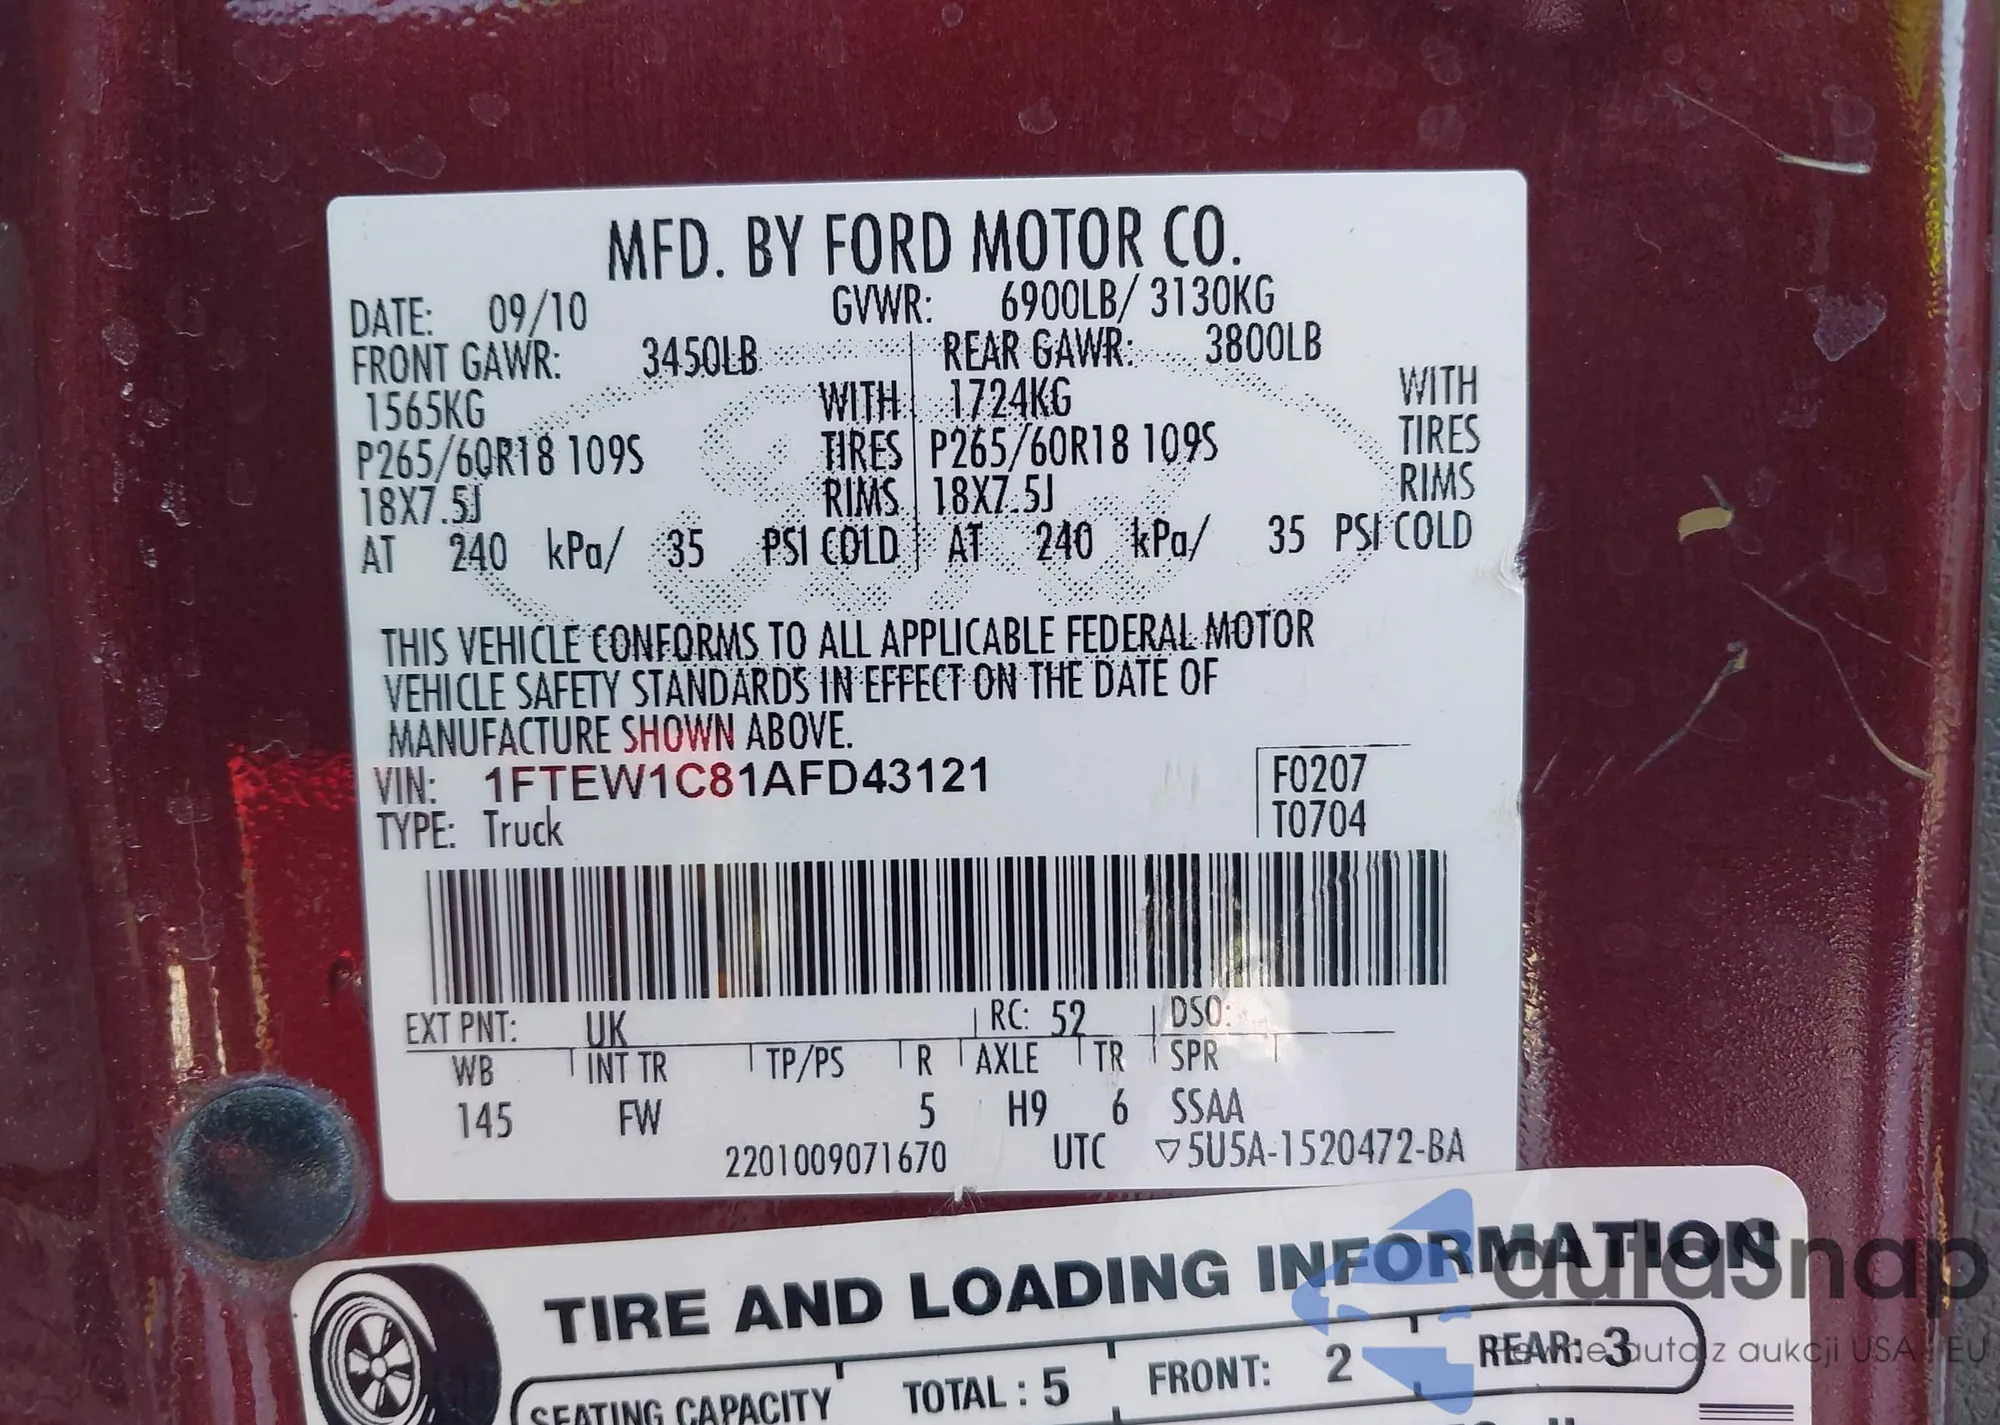 MFD. BY FORD MOTOR CO.
DATE: 09/10 GVWR: 6900LB/ 3130KG
FRONT GAWR: 3450LB REAR GAWR: 3800LB
1565KG WITH 1724KG WITH
P265/60R18 109S TIRES P265/60R18 109S TIRES
18X7.5J RIMS 18X7.5J RIMS
AT 240 kPa/ 35 PSI COLD AT 240 kPa/ 35 PSI COLD
THIS VEHICLE CONFORMS TO ALL APPLICABLE FEDERAL MOTOR
VEHICLE SAFETY STANDARDS IN EFFECT ON THE DATE OF
MANUFACTURE SHOWN ABOVE.
VIN: 1FTEW1C81AFD43121 F0207
TYPE: Truck T0704
EXT PNT: UK RC: 52 DSO:
WB INT TR TP/PS R AXLE TR SPR
145 FW 5 H9 6 SSAA
2201009071670 UTC ▽5U5A-1520472-BA
TIRE AND LOADING INFORMATION
autaSnap
SEATING CAPACITY TOTAL : 5 FRONT: 2 REAR: 3
Pewne auta z aukcji USA EU